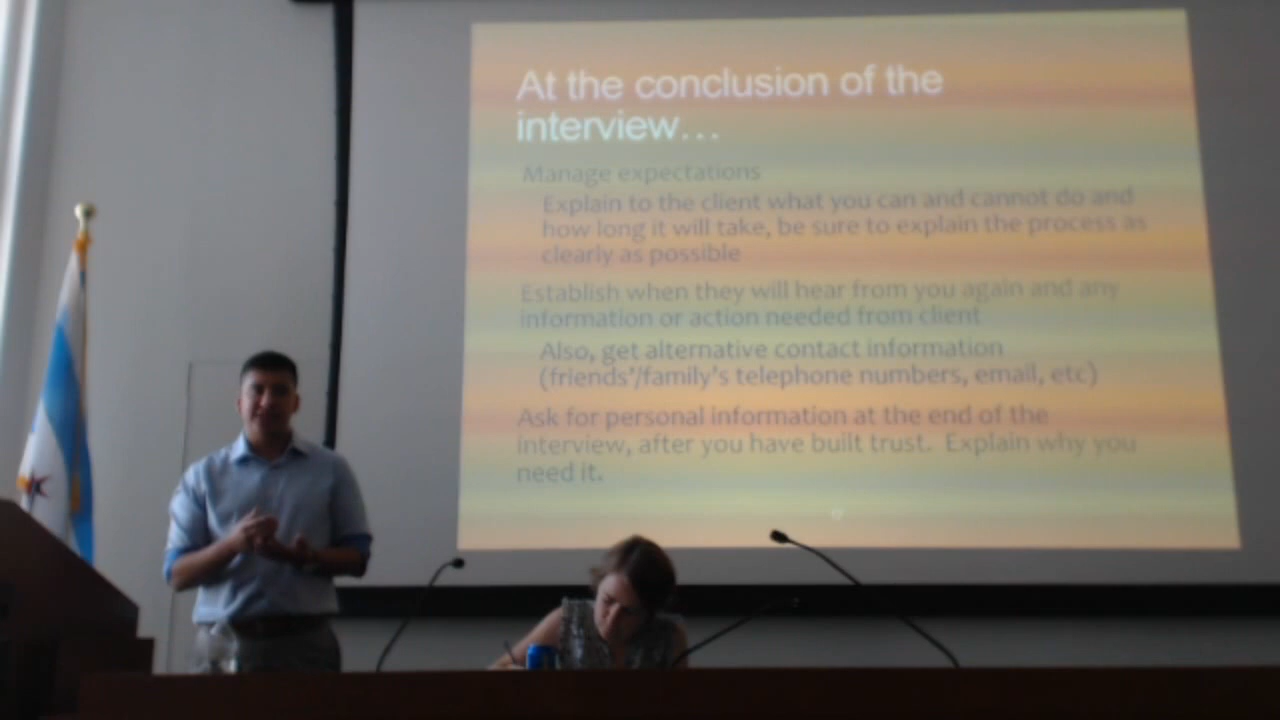 At the conclusion of the
interview…
Manage expectations
Explain to the client what you can and cannot do and
how long it will take, be sure to explain the process as
clearly as possible
Establish when they will hear from you again and any
information or action needed from client
Also, get alternative contact information
(friends'/family's telephone numbers, email, etc)
Ask for personal information at the end of the
interview, after you have built trust.  Explain why you
need it.